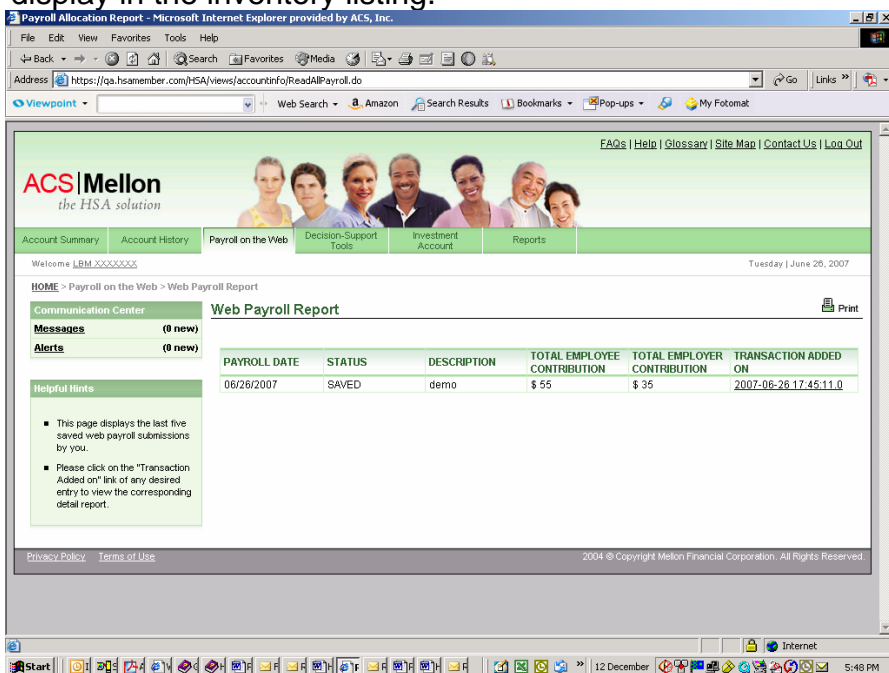 display in the inventory listing.
Payroll Allocation Report - Microsoft Internet Explorer provided by ACS, Inc.
File Edit View Favorites Tools Help
Back Search Favorites Media
Address https://qa.hsamember.com/HSA/views/accountinfo/ReadAllPayroll.do Go Links »
Viewpoint Web Search Amazon Search Results Bookmarks Pop-ups My Fotomat
FAQs | Help | Glossary | Site Map | Contact Us | Log Out
ACS|Mellon
the HSA solution
Account Summary Account History Payroll on the Web Decision-Support Tools Investment Account Reports
Welcome LBM XXXXXXX Tuesday | June 26, 2007
HOME > Payroll on the Web > Web Payroll Report
Communication Center
Messages (0 new)
Alerts (0 new)
Helpful Hints
This page displays the last five
saved web payroll submissions
by you.
Please click on the "Transaction
Added on" link of any desired
entry to view the corresponding
detail report.
Web Payroll Report Print
PAYROLL DATE STATUS DESCRIPTION TOTAL EMPLOYEE CONTRIBUTION TOTAL EMPLOYER CONTRIBUTION TRANSACTION ADDED ON
06/26/2007 SAVED demo $ 55 $ 35 2007-06-26 17:45:11.0
Privacy Policy Terms of Use 2004 © Copyright Mellon Financial Corporation. All Rights Reserved.
Internet
Start » 12 December 5:48 PM